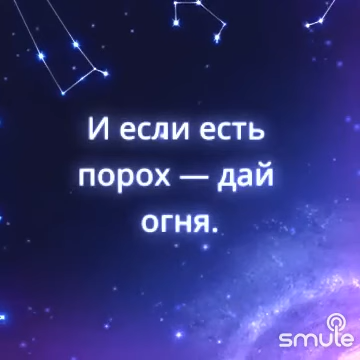 И если есть
порох — дай
огня.
smule